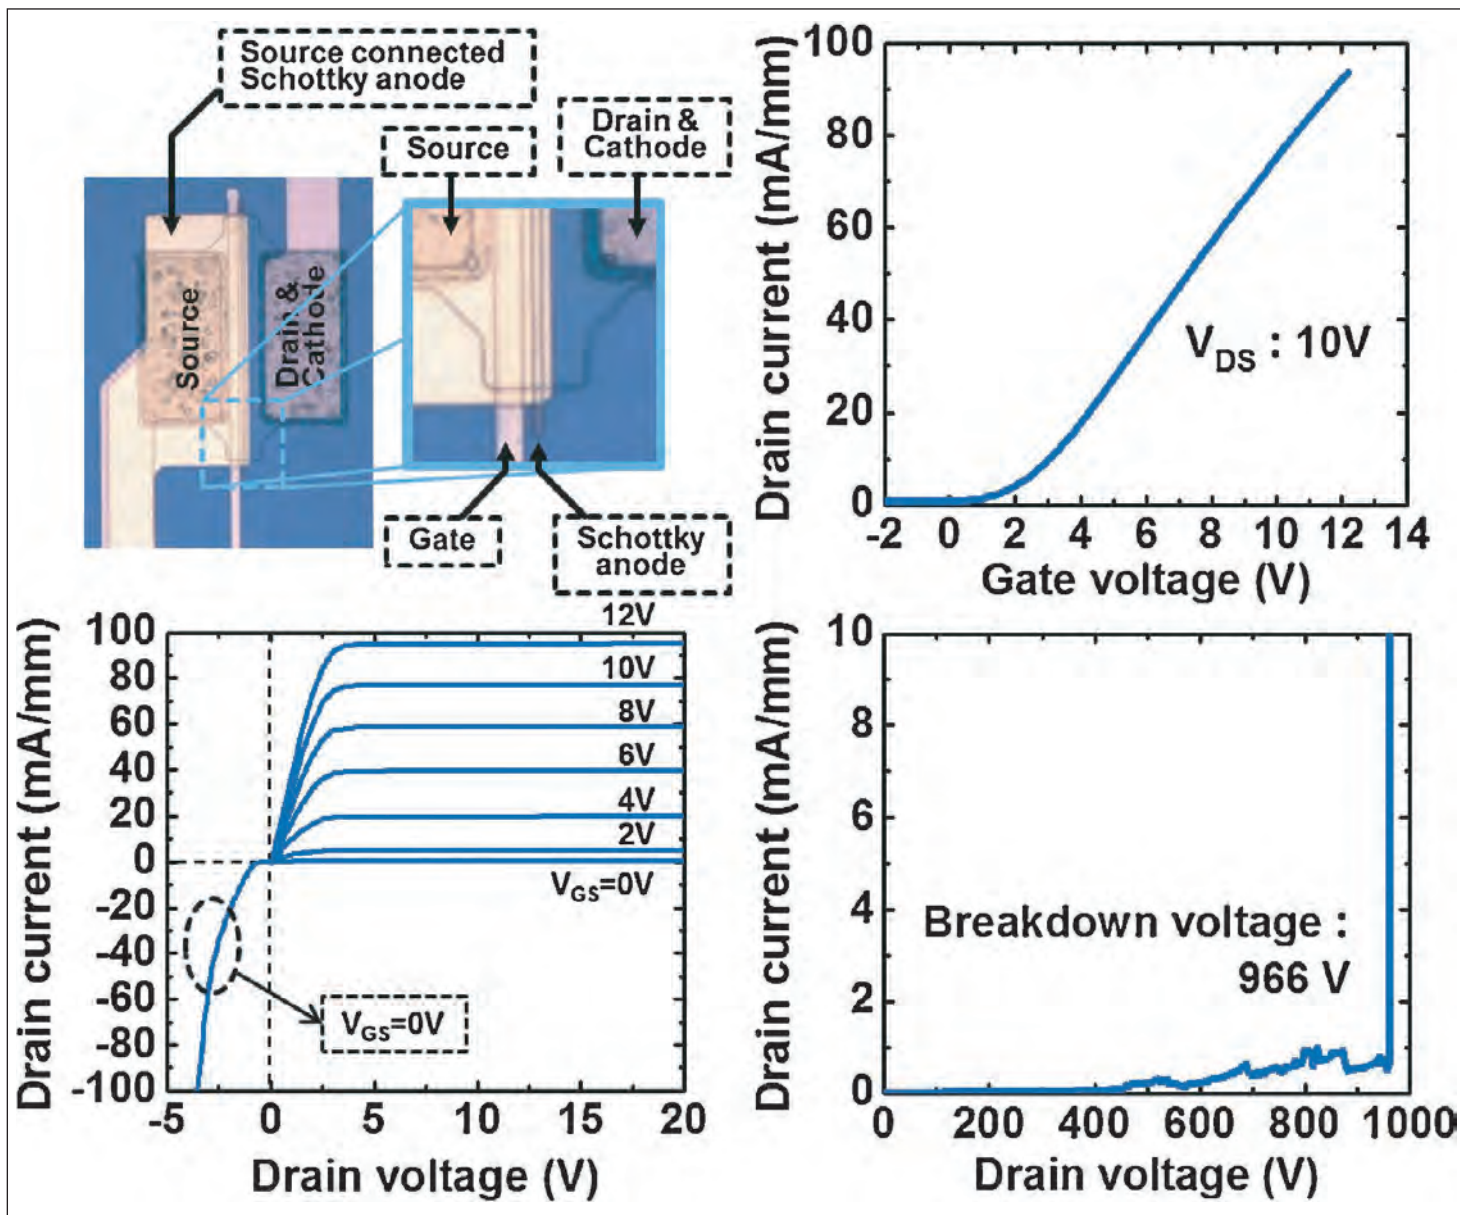 Source connected
Schottky anode
Source
Drain &
Cathode
Source
Drain &
Cathode
Gate
Schottky
anode
Drain current (mA/mm)
100
80
60
40
20
0
V_DS : 10V
-2 0 2 4 6 8 10 12 14
Gate voltage (V)
Drain current (mA/mm)
100
80
60
40
20
0
-20
-40
-60
-80
-100
12V
10V
8V
6V
4V
2V
V_GS=0V
V_GS=0V
-5 0 5 10 15 20
Drain voltage (V)
Drain current (mA/mm)
10
8
6
4
2
0
Breakdown voltage :
966 V
0 200 400 600 800 1000
Drain voltage (V)